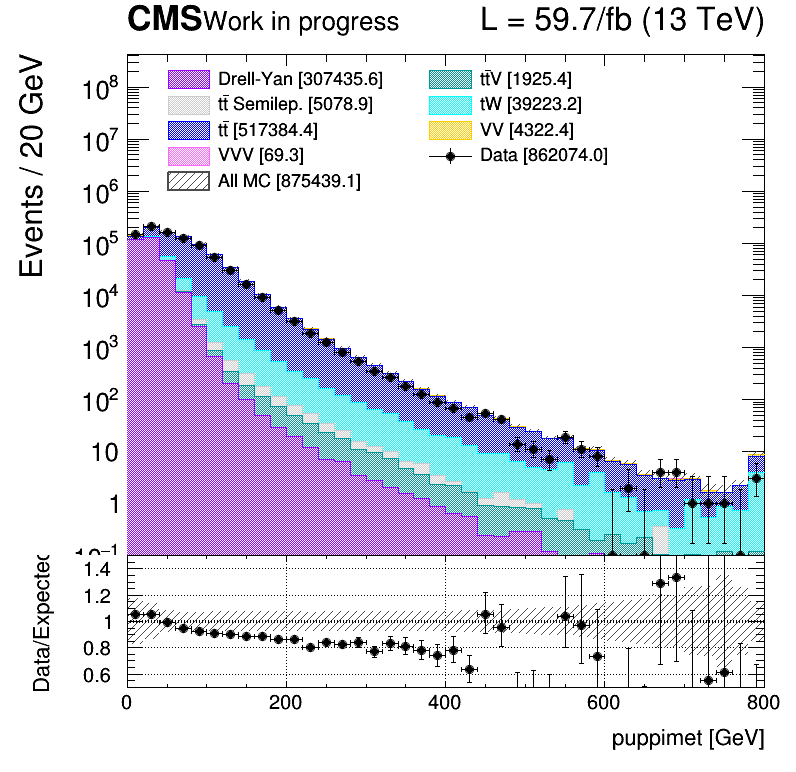 CMS Work in progress L = 59.7/fb (13 TeV)
Events / 20 GeV
Drell-Yan [307435.6]
tt̄ Semilep. [5078.9]
tt̄ [517384.4]
VVV [69.3]
All MC [875439.1]
tt̄V [1925.4]
tW [39223.2]
VV [4322.4]
Data [862074.0]
10⁸
10⁷
10⁶
10⁵
10⁴
10³
10²
10
1
10⁻¹
Data/Expected
1.4
1.2
1
0.8
0.6
0 200 400 600 800
puppimet [GeV]